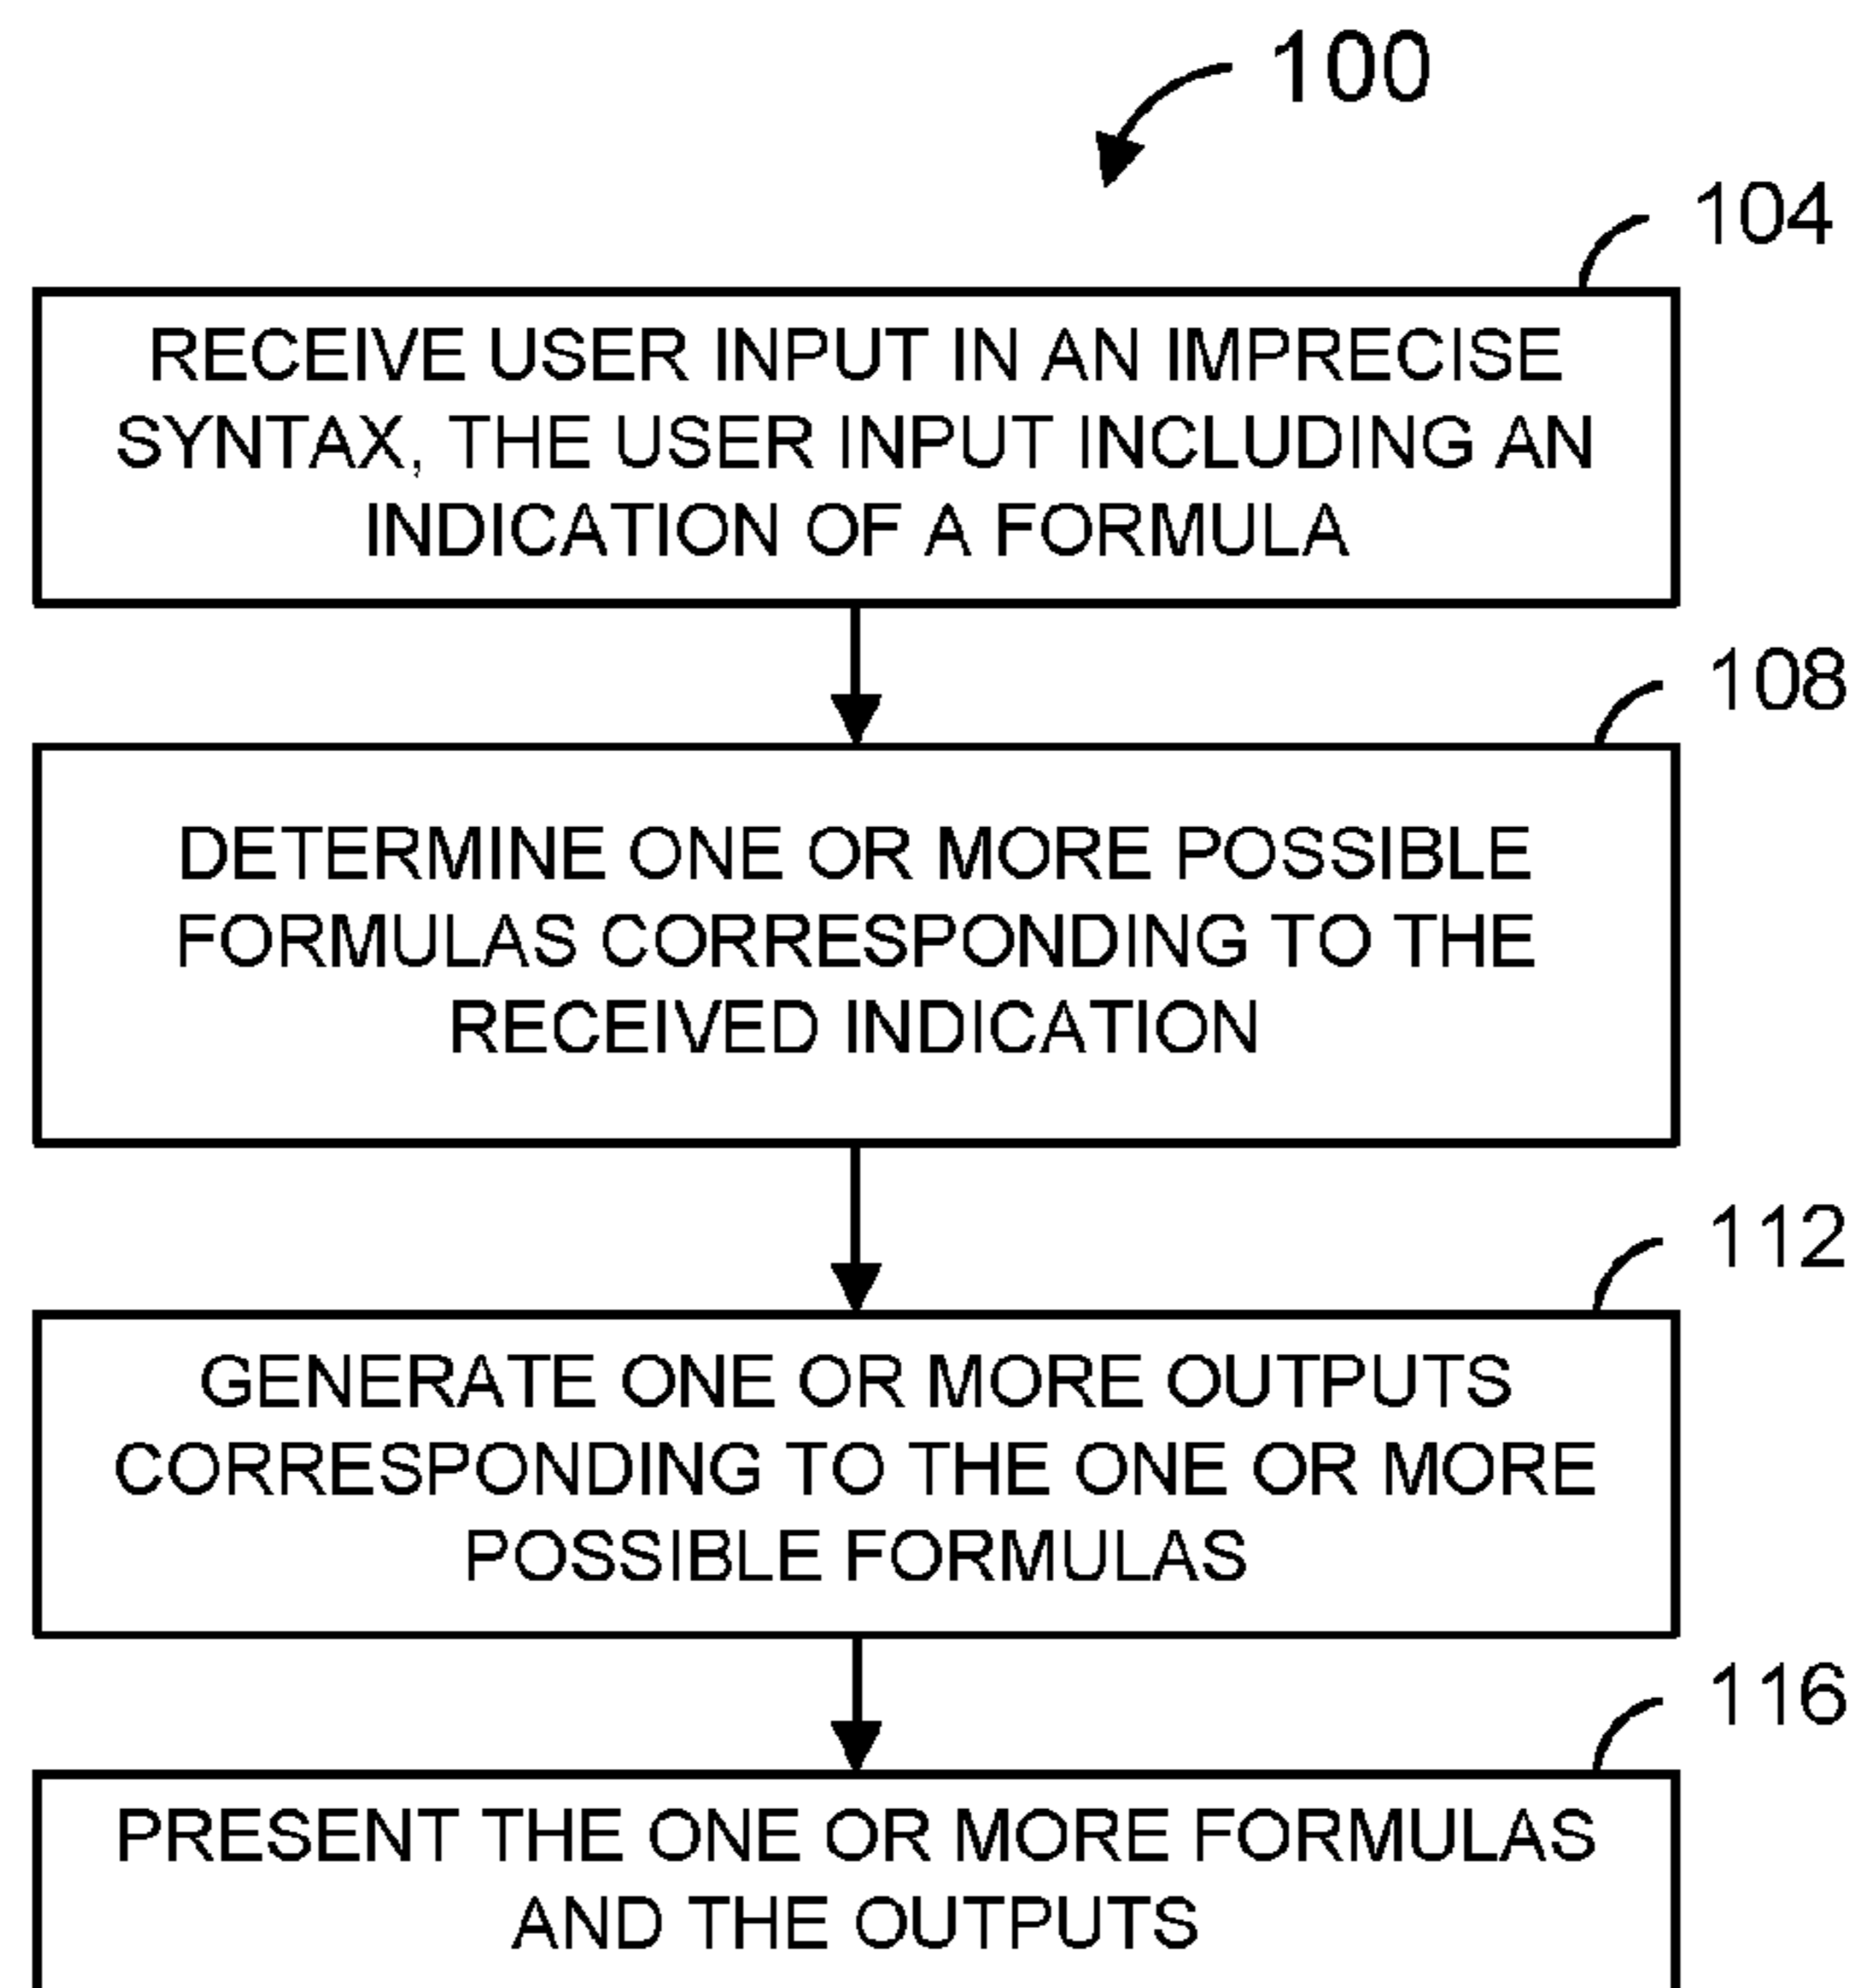 100
104
RECEIVE USER INPUT IN AN IMPRECISE
SYNTAX, THE USER INPUT INCLUDING AN
INDICATION OF A FORMULA
108
DETERMINE ONE OR MORE POSSIBLE
FORMULAS CORRESPONDING TO THE
RECEIVED INDICATION
112
GENERATE ONE OR MORE OUTPUTS
CORRESPONDING TO THE ONE OR MORE
POSSIBLE FORMULAS
116
PRESENT THE ONE OR MORE FORMULAS
AND THE OUTPUTS